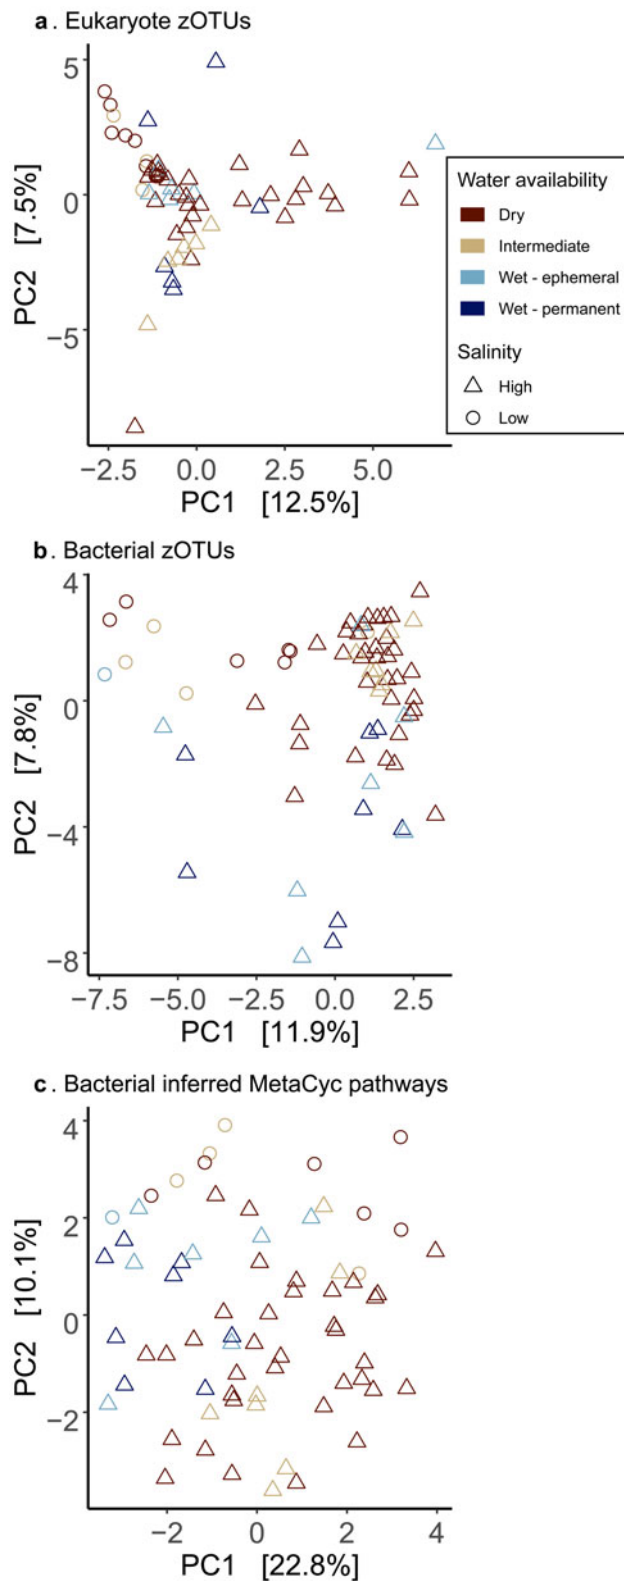 a. Eukaryote zOTUs
5
0
−5
PC2 [7.5%]
−2.5 0.0 2.5 5.0
PC1 [12.5%]
Water availability
Dry
Intermediate
Wet - ephemeral
Wet - permanent
Salinity
High
Low
b. Bacterial zOTUs
4
0
−4
−8
PC2 [7.8%]
−7.5 −5.0 −2.5 0.0 2.5
PC1 [11.9%]
c. Bacterial inferred MetaCyc pathways
4
2
0
−2
PC2 [10.1%]
−2 0 2 4
PC1 [22.8%]